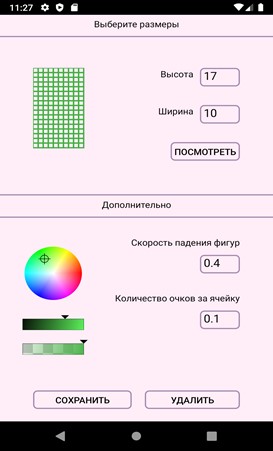 11:27
Выберите размеры
Высота 17
Ширина 10
ПОСМОТРЕТЬ
Дополнительно
Скорость падения фигур
0.4
Количество очков за ячейку
0.1
СОХРАНИТЬ УДАЛИТЬ